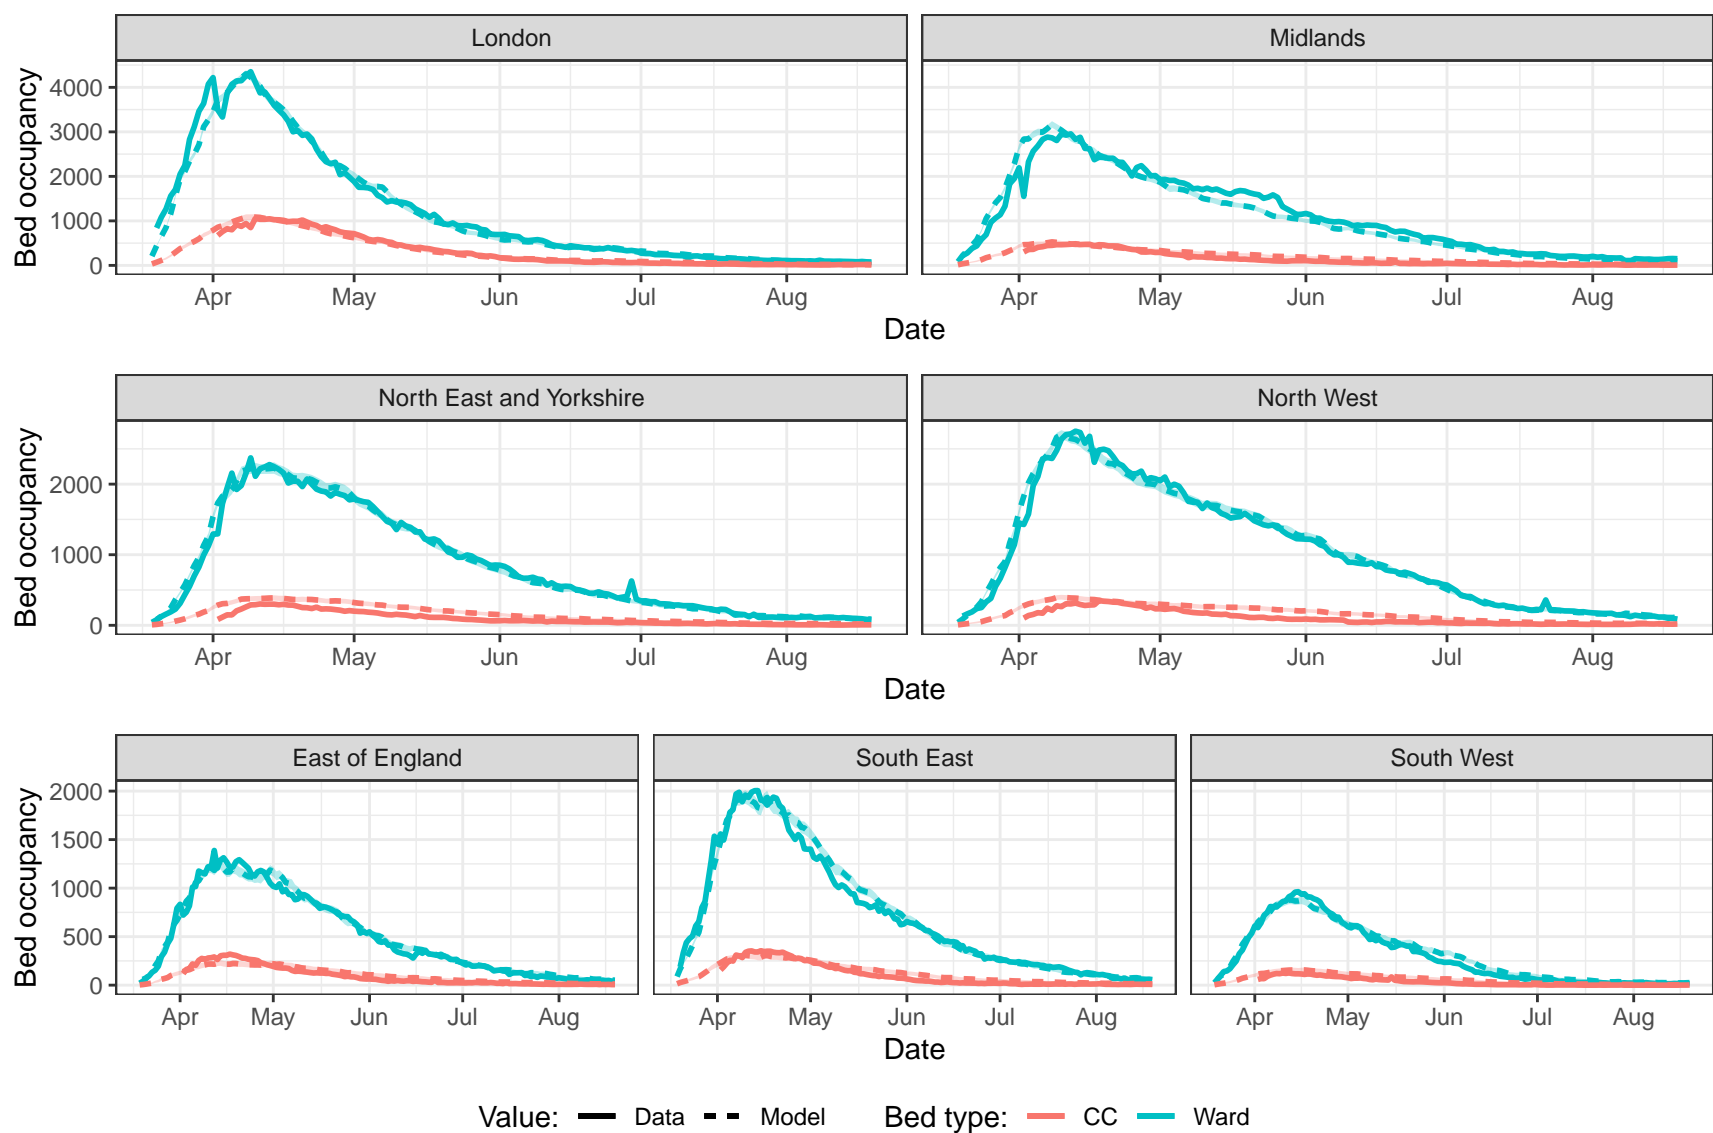 London Midlands
Bed occupancy
4000
3000
2000
1000
0
Apr May Jun Jul Aug Apr May Jun Jul Aug
Date
North East and Yorkshire North West
Bed occupancy
2000
1000
0
Apr May Jun Jul Aug Apr May Jun Jul Aug
Date
East of England South East South West
Bed occupancy
2000
1500
1000
500
0
Apr May Jun Jul Aug Apr May Jun Jul Aug Apr May Jun Jul Aug
Date
Value: Data Model Bed type: CC Ward